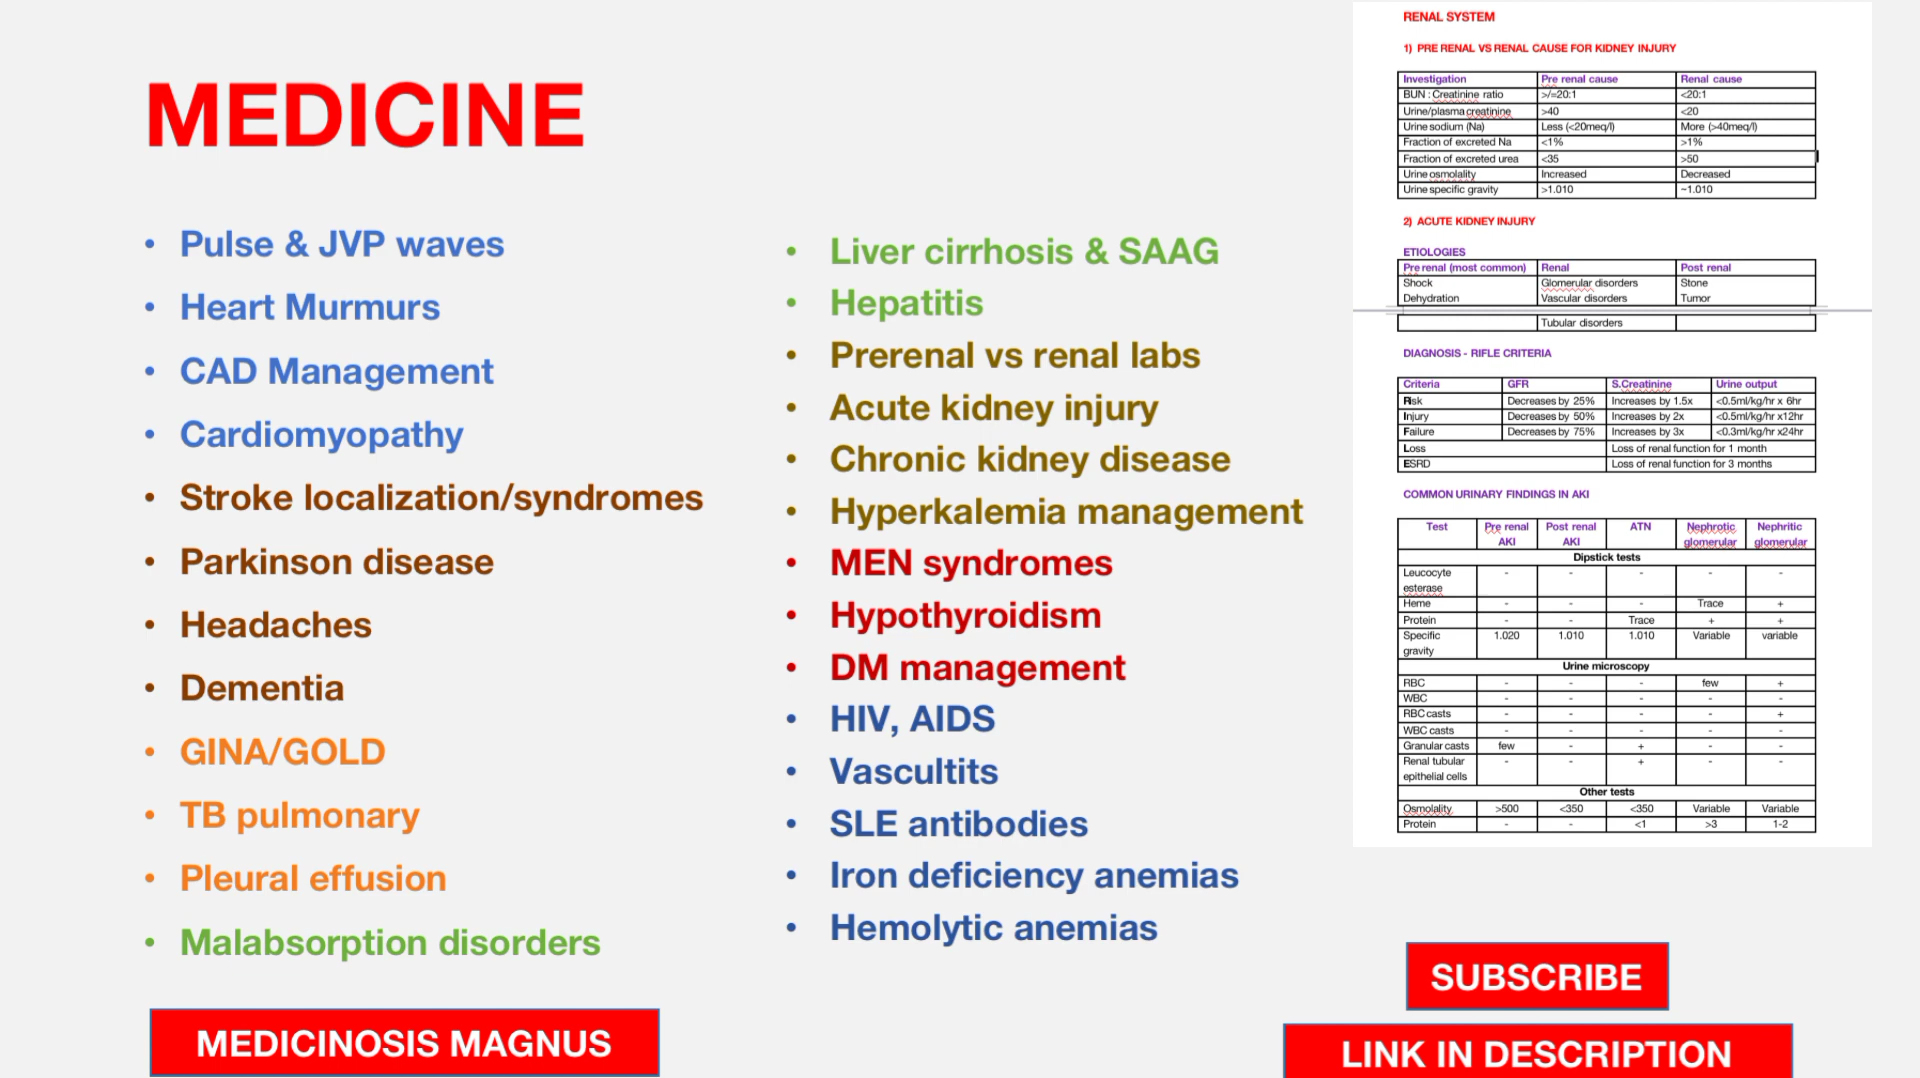 MEDICINE
• Pulse & JVP waves
• Heart Murmurs
• CAD Management
• Cardiomyopathy
• Stroke localization/syndromes
• Parkinson disease
• Headaches
• Dementia
• GINA/GOLD
• TB pulmonary
• Pleural effusion
• Malabsorption disorders
MEDICINOSIS MAGNUS
• Liver cirrhosis & SAAG
• Hepatitis
• Prerenal vs renal labs
• Acute kidney injury
• Chronic kidney disease
• Hyperkalemia management
• MEN syndromes
• Hypothyroidism
• DM management
• HIV, AIDS
• Vascultits
• SLE antibodies
• Iron deficiency anemias
• Hemolytic anemias
RENAL SYSTEM
1) PRE RENAL VS RENAL CAUSE FOR KIDNEY INJURY
Investigation Pre renal cause Renal cause
BUN : Creatinine ratio >/=20:1 <20:1
Urine/plasma creatinine >40 <20
Urine sodium (Na) Less (<20meq/l) More (>40meq/l)
Fraction of excreted Na <1% >1%
Fraction of excreted urea <35 >50
Urine osmolality Increased Decreased
Urine specific gravity >1.010 ~1.010
2) ACUTE KIDNEY INJURY
ETIOLOGIES
Pre renal (most common) Renal Post renal
Shock Glomerular disorders Stone
Dehydration Vascular disorders Tumor
Tubular disorders
DIAGNOSIS - RIFLE CRITERIA
Criteria GFR S.Creatinine Urine output
Risk Decreases by 25% Increases by 1.5x <0.5ml/kg/hr x 6hr
Injury Decreases by 50% Increases by 2x <0.5ml/kg/hr x12hr
Failure Decreases by 75% Increases by 3x <0.3ml/kg/hr x24hr
Loss Loss of renal function for 1 month
ESRD Loss of renal function for 3 months
COMMON URINARY FINDINGS IN AKI
Test Pre renal Post renal ATN Nephrotic Nephritic
AKI AKI glomerular glomerular
Dipstick tests
Leucocyte - - - - -
esterase
Heme - - - Trace +
Protein - - Trace + +
Specific 1.020 1.010 1.010 Variable variable
gravity
Urine microscopy
RBC - - - few +
WBC - - - - -
RBC casts - - - - +
WBC casts - - - - -
Granular casts few - + - -
Renal tubular - - + - -
epithelial cells
Other tests
Osmolality >500 <350 <350 Variable Variable
Protein - - <1 >3 1-2
SUBSCRIBE
LINK IN DESCRIPTION